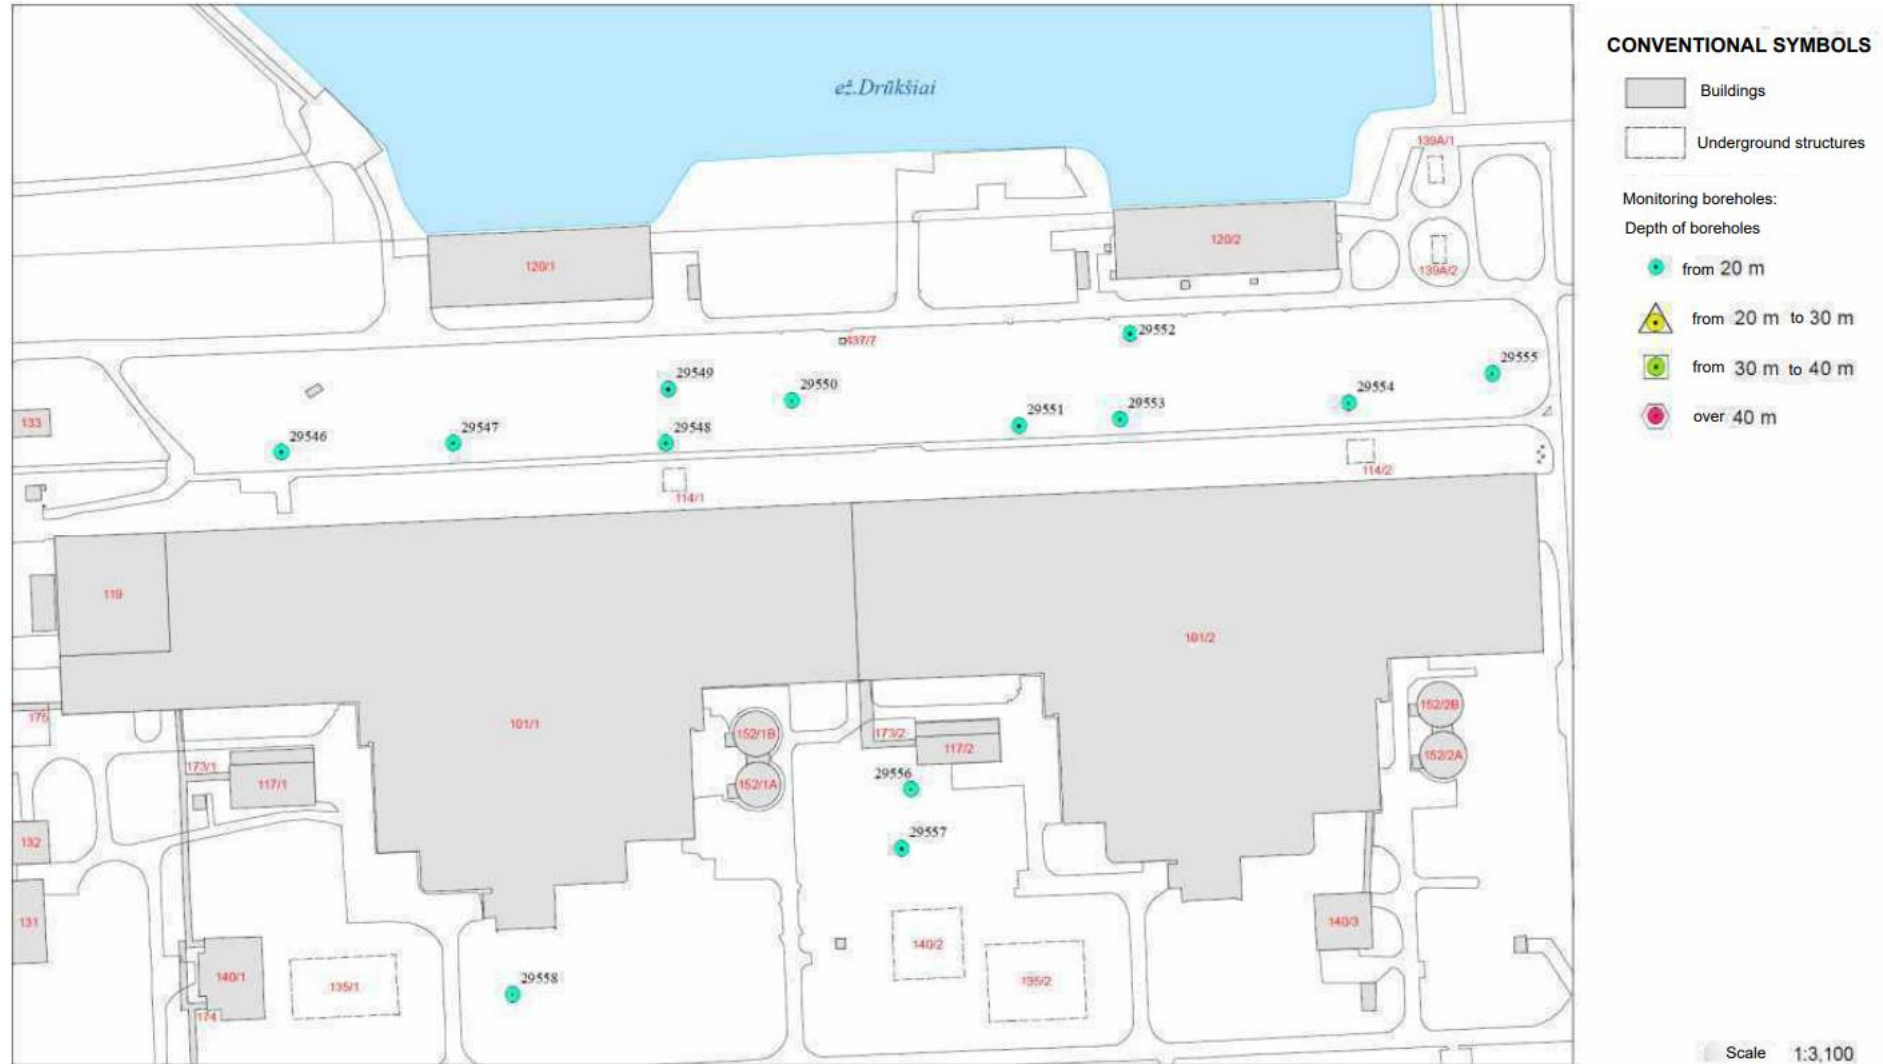 CONVENTIONAL SYMBOLS
Buildings
Underground structures
Monitoring boreholes:
Depth of boreholes
from 20 m
from 20 m to 30 m
from 30 m to 40 m
over 40 m
Scale 1:3,100
ež.Drūkšiai
139A/1
120/2
120/1
139A/2
29552
437/7
29555
29549
29550
29554
29551
29553
133
29546
29547
29548
114/2
114/1
119
101/2
175
101/1
152/1B
173/2
117/2
152/2B
152/2A
173/1
117/1
152/1A
29556
29557
132
131
140/3
140/2
140/1
135/1
29558
135/2
174